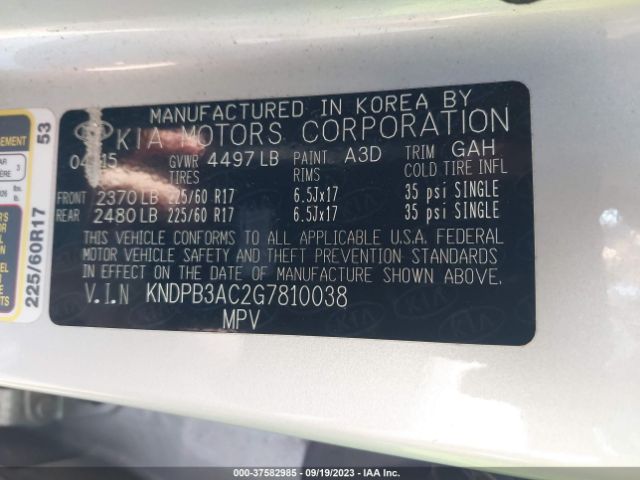 MANUFACTURED IN KOREA BY
KIA MOTORS CORPORATION
GVWR 4497 LB PAINT A3D TRIM GAH
TIRES RIMS COLD TIRE INFL
FRONT 2370 LB 225/60 R17 6.5Jx17 35 psi SINGLE
REAR 2480 LB 225/60 R17 6.5Jx17 35 psi SINGLE
THIS VEHICLE CONFORMS TO ALL APPLICABLE U.S.A. FEDERAL
MOTOR VEHICLE SAFETY AND THEFT PREVENTION STANDARDS
IN EFFECT ON THE DATE OF MANUFACTURE SHOWN ABOVE.
V.I.N KNDPB3AC2G7810038
MPV
53
225/60R17
000-37582985 - 09/19/2023 - IAA Inc.